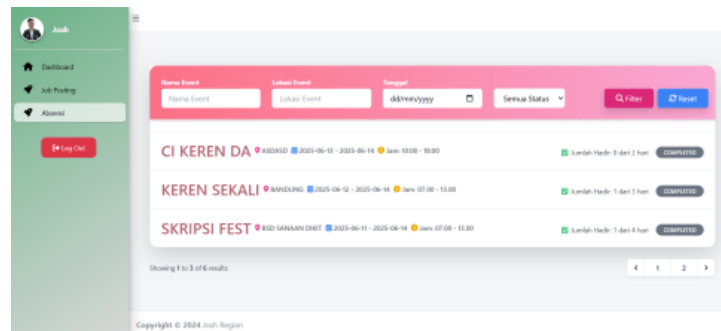 Josh
Dashboard
Job Posting
Absensi
Log Out
Nama Event
Lokasi Event
Tanggal
Nama Event
Lokasi Event
dd/mm/yyyy
Semua Status
Filter
Reset
CI KEREN DA ASDASD 2025-06-13 - 2025-06-14 Jam: 10:00 - 18:00 Jumlah Hadir: 0 dari 2 hari COMPLETED
KEREN SEKALI BANDUNG 2025-06-12 - 2025-06-14 Jam: 07.00 - 13.00 Jumlah Hadir: 1 dari 3 hari COMPLETED
SKRIPSI FEST BSD 2025-06-11 - 2025-06-14 Jam: 07.00 - 13.00 Jumlah Hadir: 1 dari 4 hari COMPLETED
Showing 1 to 3 of 6 results
1 2
Copyright © 2024 Josh Region